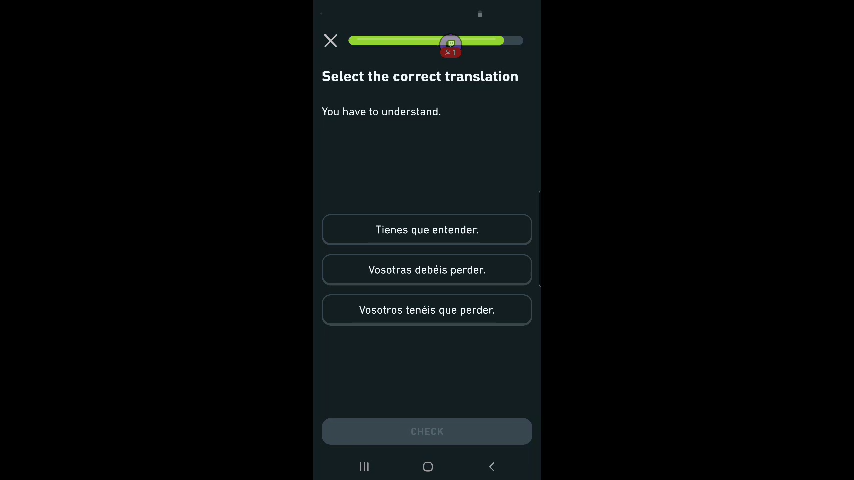 Select the correct translation
You have to understand.
Tienes que entender.
Vosotras debéis perder.
Vosotros tenéis que perder.
CHECK